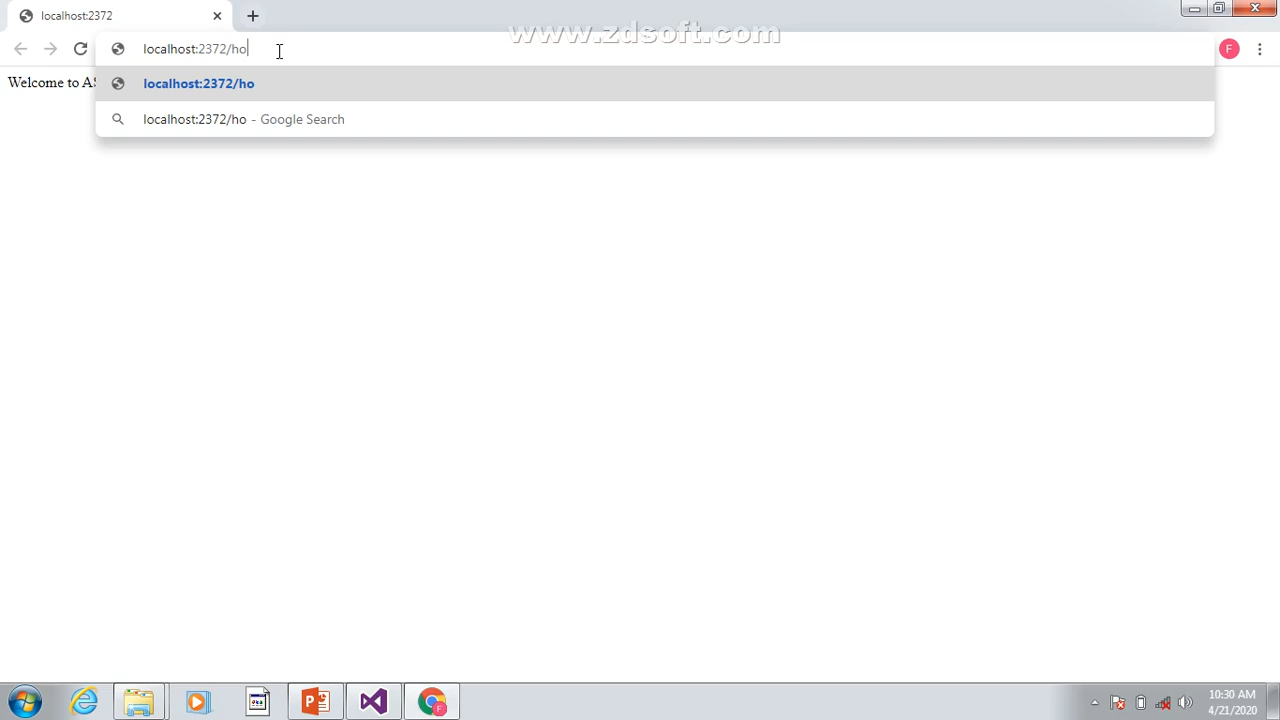 localhost:2372
www.zdsoft.com
localhost:2372/ho
F
Welcome to AS
localhost:2372/ho
localhost:2372/ho - Google Search
10:30 AM
4/21/2020